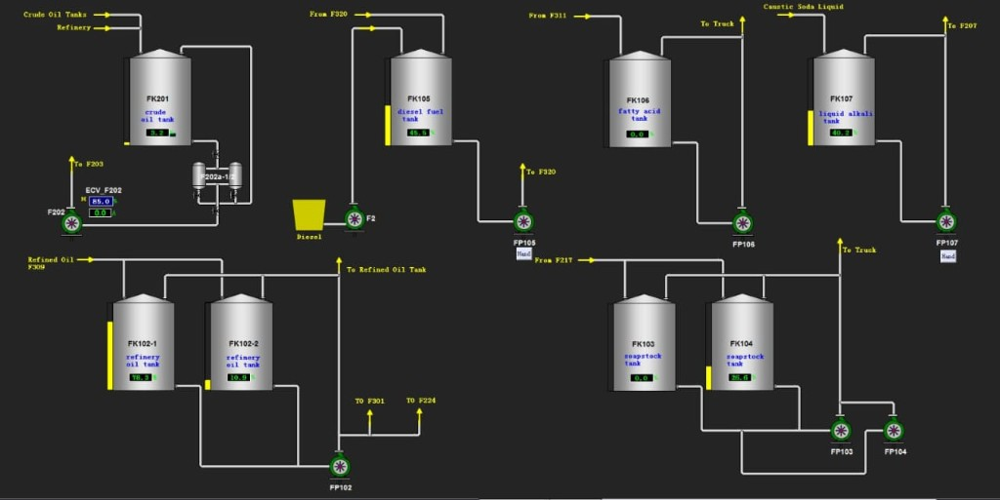 Crude Oil Tanks
Refinery
FK201
crude
oil tank
3.2
To F203
ECV_F202
M 85.0 %
0.0 A
F202
F202a-1/2
From F320
FK105
diesel fuel
tank
45.5 %
Diesel
F2
To F320
FP105
Hand
From F311
To Truck
FK106
fatty acid
tank
0.0 %
FP106
Caustic Soda Liquid
To F207
FK107
liquid alkali
tank
40.2 %
FP107
Hand
Refined Oil
F309
To Refined Oil Tank
FK102-1
refinery
oil tank
78.3 %
FK102-2
refinery
oil tank
10.9 %
TO F301
TO F224
FP102
From F217
To Truck
FK103
soapstock
tank
0.0 %
FK104
soapstock
tank
26.6 %
FP103
FP104